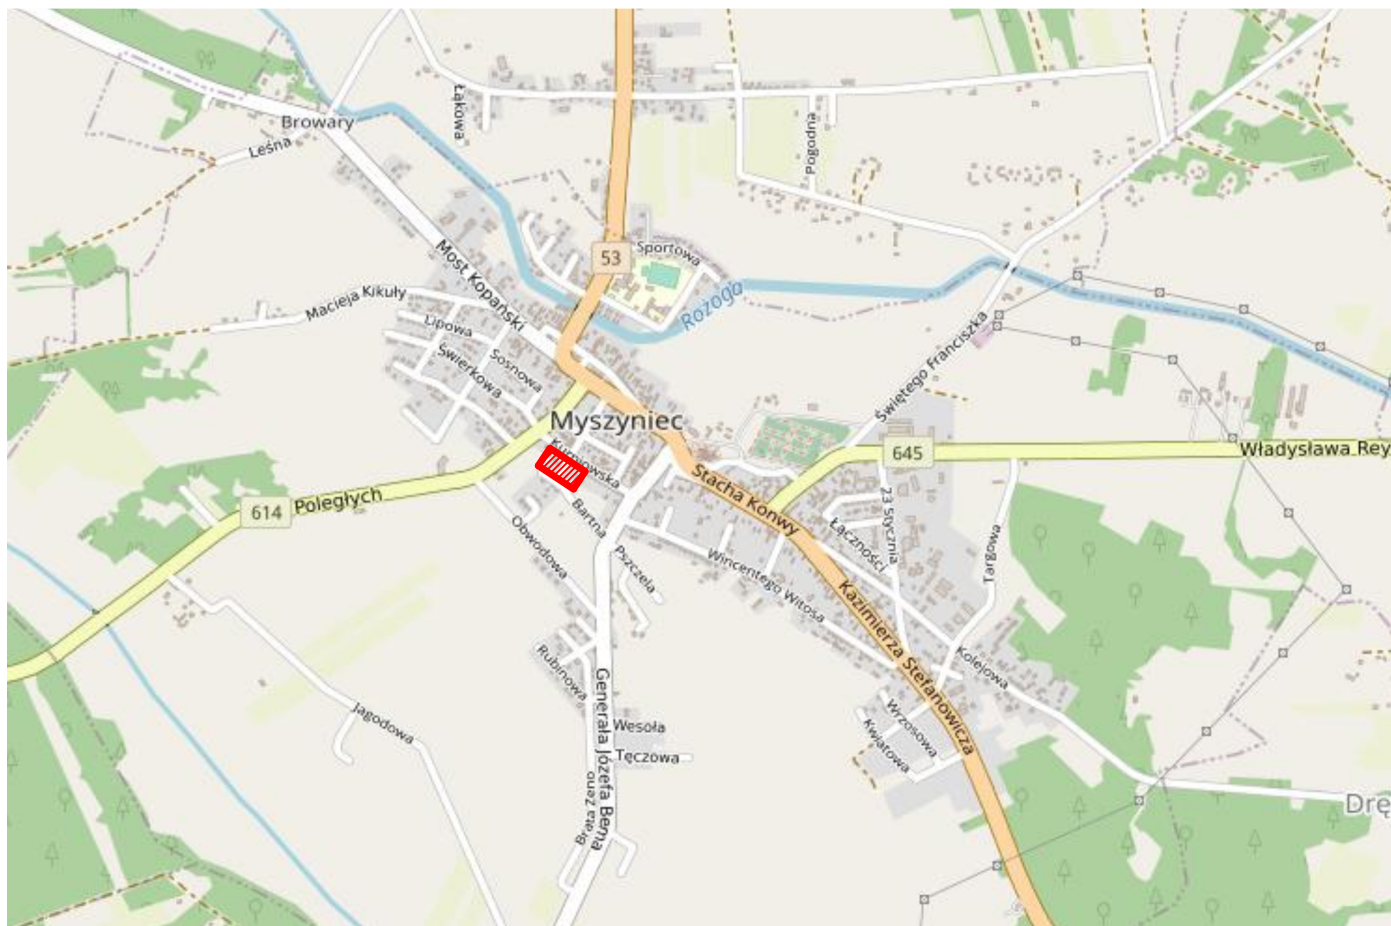 Browary
Leśna
Łąkowa
Pogodna
Most Kopański
53
Sportowa
Rozoga
Macieja Kikuły
Lipowa
Świerkowa
Sosnowa
Myszyniec
Świętego Franciszka
645
Władysława Rey
614
Poległych
Obwodowa
Bartna
Pszczela
Stacha Konwy
23 Stycznia
Łączności
Targowa
Wincentego Witosa
Kazimierza Stefanowicza
Kolejowa
Rubinowa
Generała Józefa Bema
Wesoła
Tęczowa
Brata Zeno
Jagodowa
Wrzosowa
Kwiatowa
Drę